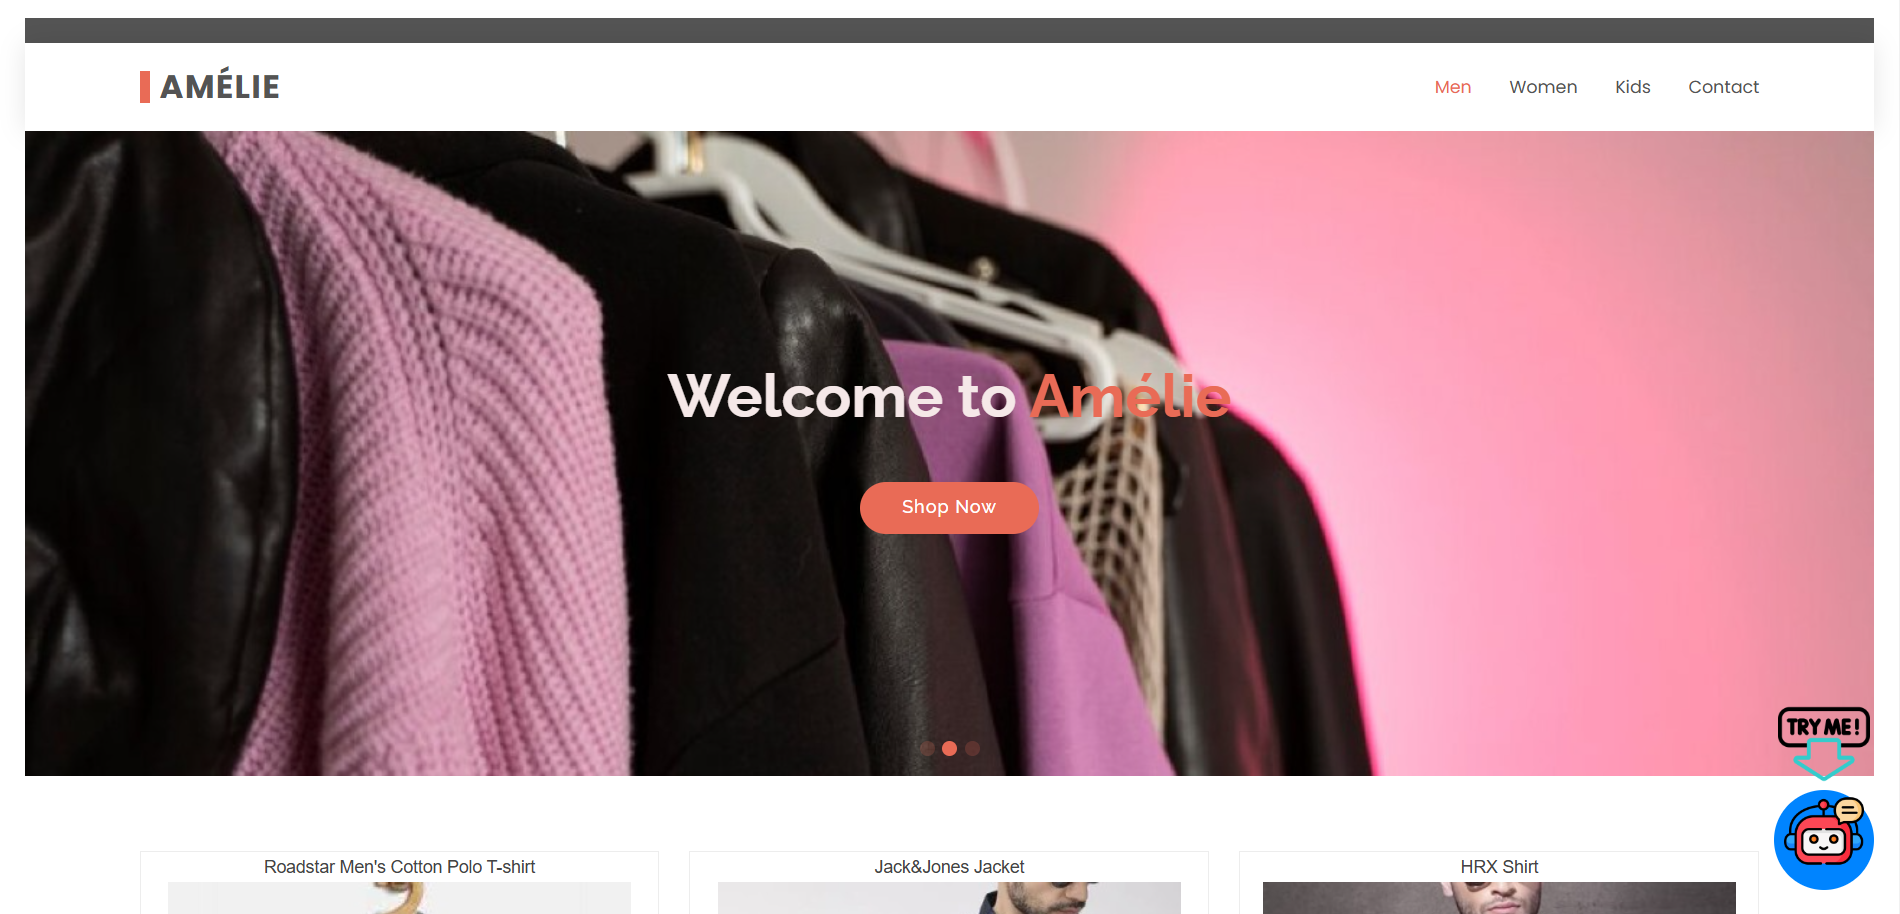 AMÉLIE
Men Women Kids Contact
Welcome to Amélie
Shop Now
TRY ME!
Roadstar Men's Cotton Polo T-shirt
Jack&Jones Jacket
HRX Shirt